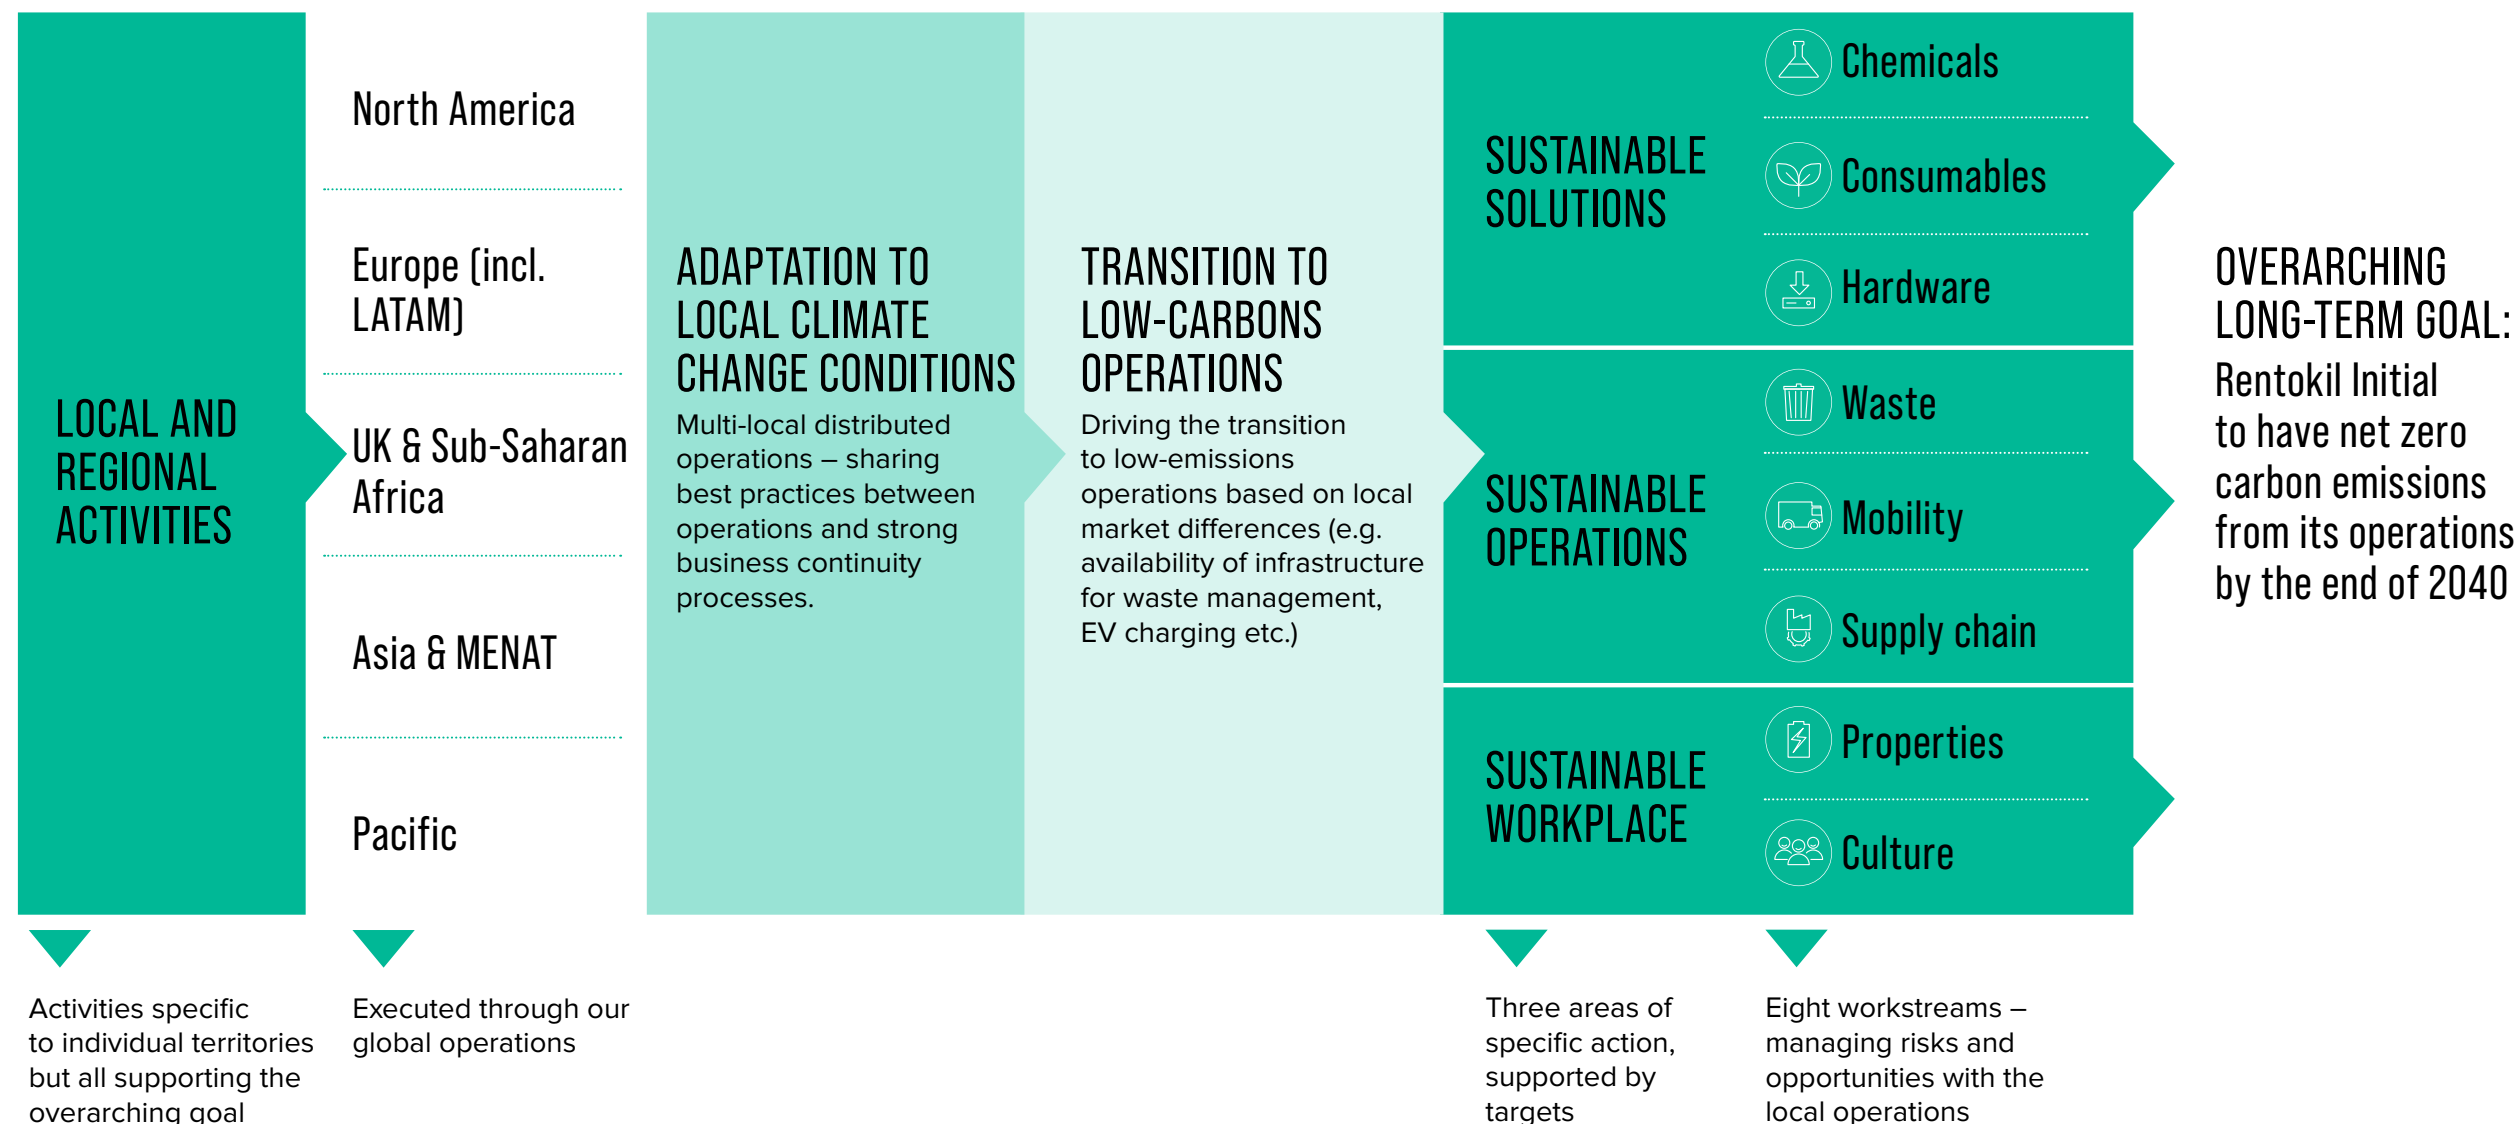 LOCAL AND
REGIONAL
ACTIVITIES
North America
Europe (incl.
LATAM)
UK & Sub-Saharan
Africa
Asia & MENAT
Pacific
ADAPTATION TO
LOCAL CLIMATE
CHANGE CONDITIONS
Multi-local distributed
operations – sharing
best practices between
operations and strong
business continuity
processes.
TRANSITION TO
LOW-CARBONS
OPERATIONS
Driving the transition
to low-emissions
operations based on local
market differences (e.g.
availability of infrastructure
for waste management,
EV charging etc.)
SUSTAINABLE
SOLUTIONS
Chemicals
Consumables
Hardware
SUSTAINABLE
OPERATIONS
Waste
Mobility
Supply chain
SUSTAINABLE
WORKPLACE
Properties
Culture
OVERARCHING
LONG-TERM GOAL:
Rentokil Initial
to have net zero
carbon emissions
from its operations
by the end of 2040
Activities specific
to individual territories
but all supporting the
overarching goal
Executed through our
global operations
Three areas of
specific action,
supported by
targets
Eight workstreams –
managing risks and
opportunities with the
local operations